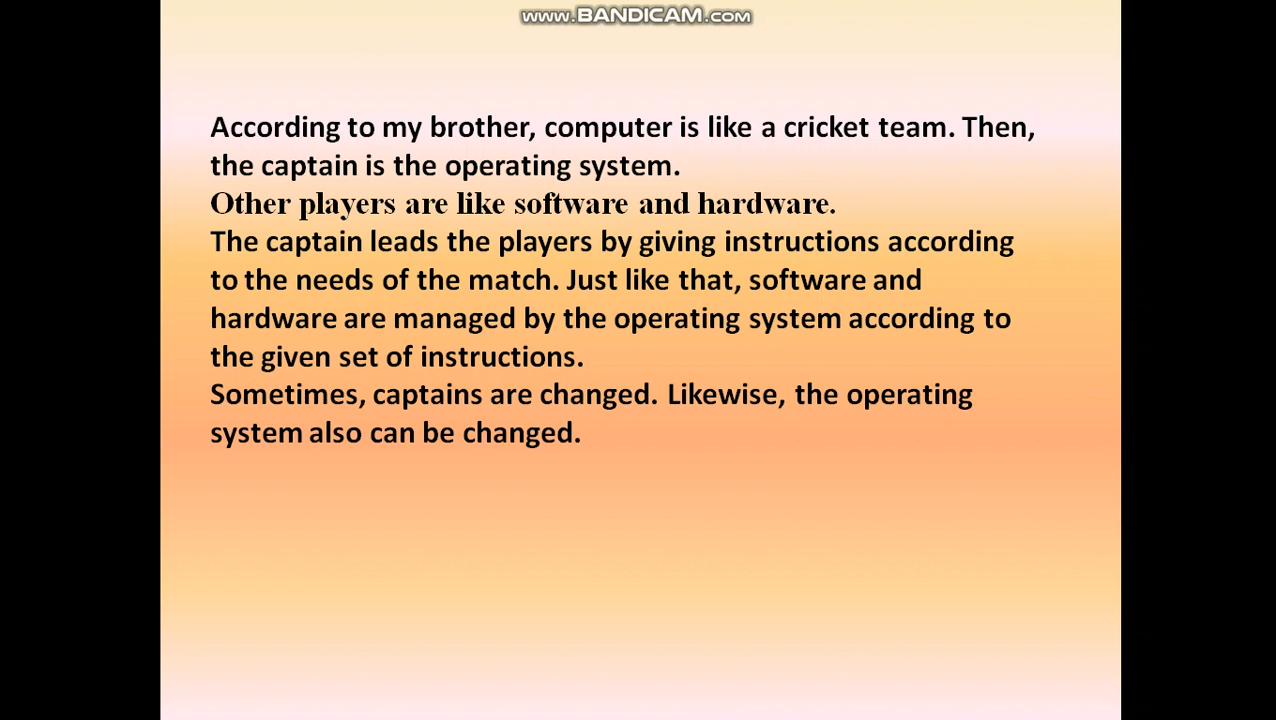 www.BANDICAM.com
According to my brother, computer is like a cricket team. Then,
the captain is the operating system.
Other players are like software and hardware.
The captain leads the players by giving instructions according
to the needs of the match. Just like that, software and
hardware are managed by the operating system according to
the given set of instructions.
Sometimes, captains are changed. Likewise, the operating
system also can be changed.